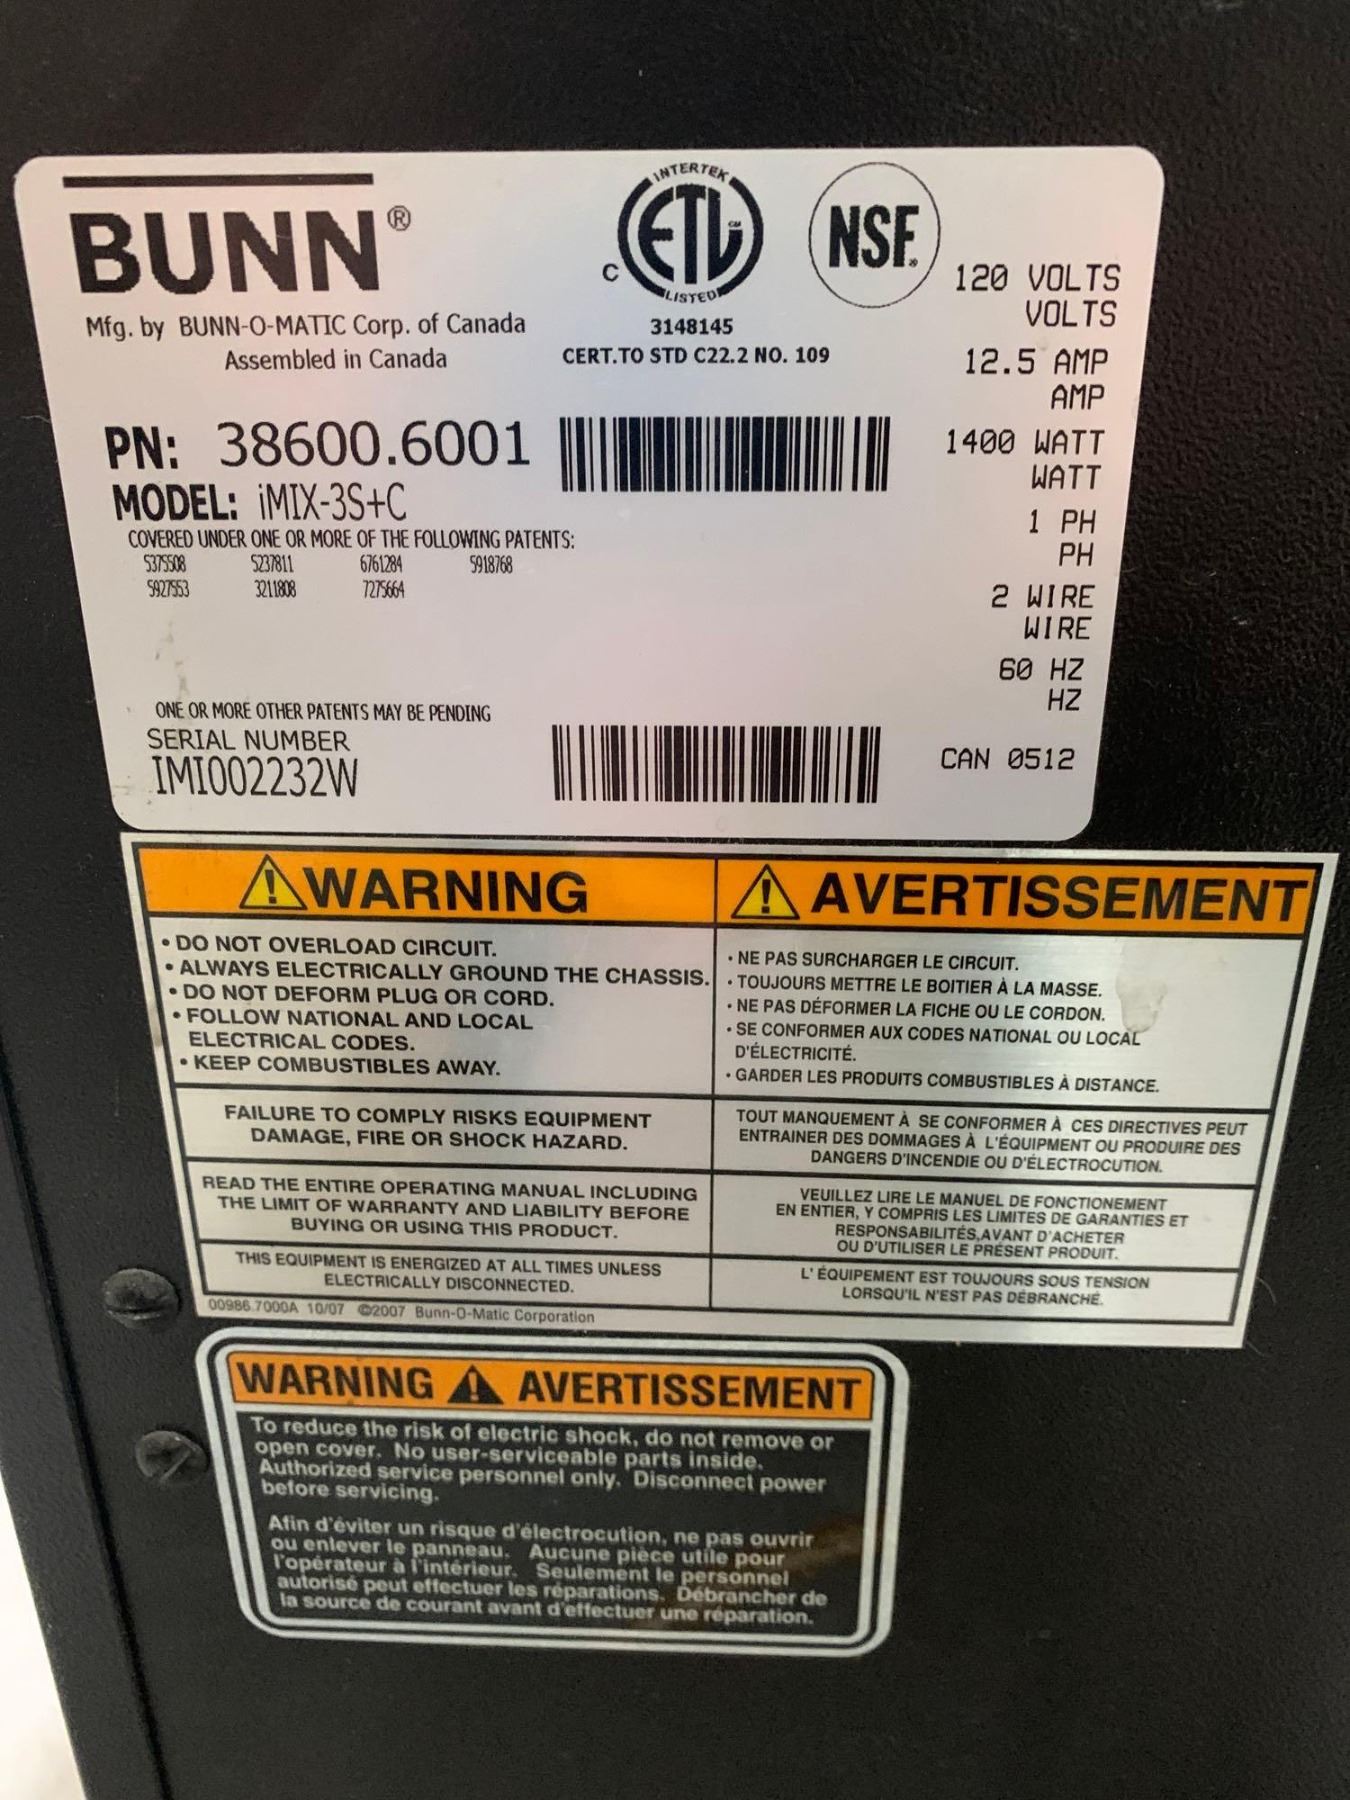 BUNN®
Mfg. by BUNN-O-MATIC Corp. of Canada
Assembled in Canada
INTERTEK
C ETL CM
LISTED
3148145
CERT.TO STD C22.2 NO. 109
NSF.
120 VOLTS
VOLTS
12.5 AMP
AMP
1400 WATT
WATT
1 PH
PH
2 WIRE
WIRE
60 HZ
HZ
CAN 0512
PN: 38600.6001
MODEL: iMIX-3S+C
COVERED UNDER ONE OR MORE OF THE FOLLOWING PATENTS:
5375508 5237811 6761284 5918768
5927553 3211808 7275664
ONE OR MORE OTHER PATENTS MAY BE PENDING
SERIAL NUMBER
IMI002232W
WARNING
• DO NOT OVERLOAD CIRCUIT.
• ALWAYS ELECTRICALLY GROUND THE CHASSIS.
• DO NOT DEFORM PLUG OR CORD.
• FOLLOW NATIONAL AND LOCAL
ELECTRICAL CODES.
• KEEP COMBUSTIBLES AWAY.
FAILURE TO COMPLY RISKS EQUIPMENT
DAMAGE, FIRE OR SHOCK HAZARD.
READ THE ENTIRE OPERATING MANUAL INCLUDING
THE LIMIT OF WARRANTY AND LIABILITY BEFORE
BUYING OR USING THIS PRODUCT.
THIS EQUIPMENT IS ENERGIZED AT ALL TIMES UNLESS
ELECTRICALLY DISCONNECTED.
00986.7000A 10/07 ©2007 Bunn-O-Matic Corporation
AVERTISSEMENT
• NE PAS SURCHARGER LE CIRCUIT.
• TOUJOURS METTRE LE BOITIER À LA MASSE.
• NE PAS DÉFORMER LA FICHE OU LE CORDON.
• SE CONFORMER AUX CODES NATIONAL OU LOCAL
D'ÉLECTRICITÉ.
• GARDER LES PRODUITS COMBUSTIBLES À DISTANCE.
TOUT MANQUEMENT À SE CONFORMER À CES DIRECTIVES PEUT
ENTRAINER DES DOMMAGES À L'ÉQUIPMENT OU PRODUIRE DES
DANGERS D'INCENDIE OU D'ÉLECTROCUTION.
VEUILLEZ LIRE LE MANUEL DE FONCTIONEMENT
EN ENTIER, Y COMPRIS LES LIMITES DE GARANTIES ET
RESPONSABILITÉS,AVANT D'ACHETER
OU D'UTILISER LE PRÉSENT PRODUIT.
L' ÉQUIPEMENT EST TOUJOURS SOUS TENSION
LORSQU'IL N'EST PAS DÉBRANCHÉ.
WARNING AVERTISSEMENT
To reduce the risk of electric shock, do not remove or
open cover. No user-serviceable parts inside.
Authorized service personnel only. Disconnect power
before servicing.
Afin d'éviter un risque d'électrocution, ne pas ouvrir
ou enlever le panneau. Aucune pièce utile pour
l'opérateur à l'intérieur. Seulement le personnel
autorisé peut effectuer les réparations. Débrancher de
la source de courant avant d'effectuer une réparation.